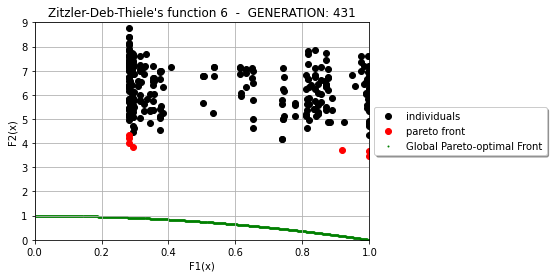 Zitzler-Deb-Thiele's function 6  -  GENERATION: 431
F2(x)
9
8
7
6
5
4
3
2
1
0
0.0 0.2 0.4 0.6 0.8 1.0
F1(x)
individuals
pareto front
Global Pareto-optimal Front